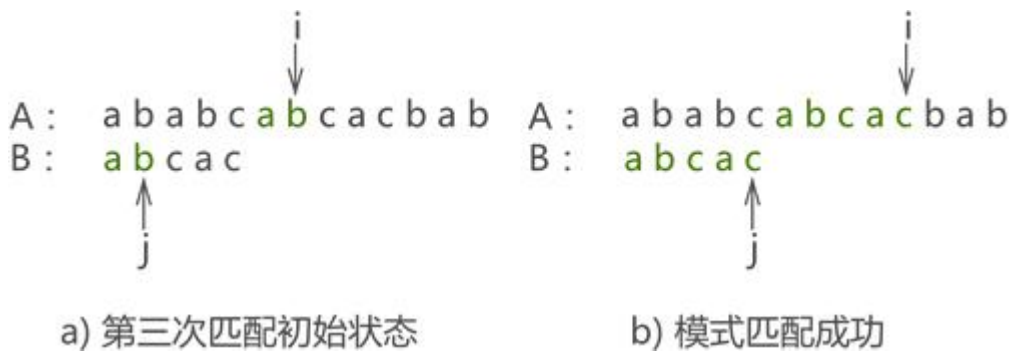 i i
A： a b a b c a b c a c b a b A： a b a b c a b c a c b a b
B： a b c a c B： a b c a c
j j
a) 第三次匹配初始状态 b) 模式匹配成功